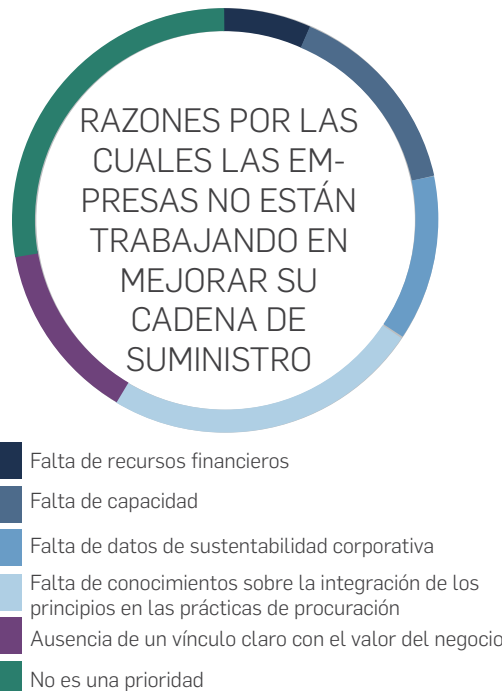 RAZONES POR LAS
CUALES LAS EM-
PRESAS NO ESTÁN
TRABAJANDO EN
MEJORAR SU
CADENA DE
SUMINISTRO
Falta de recursos financieros
Falta de capacidad
Falta de datos de sustentabilidad corporativa
Falta de conocimientos sobre la integración de los
principios en las prácticas de procuración
Ausencia de un vínculo claro con el valor del negocio
No es una prioridad